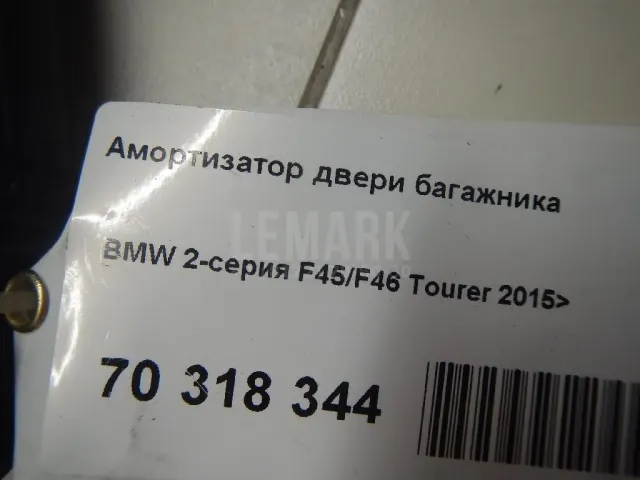 Амортизатор двери багажника
LEMARK
BMW 2-серия F45/F46 Tourer 2015>
70 318 344